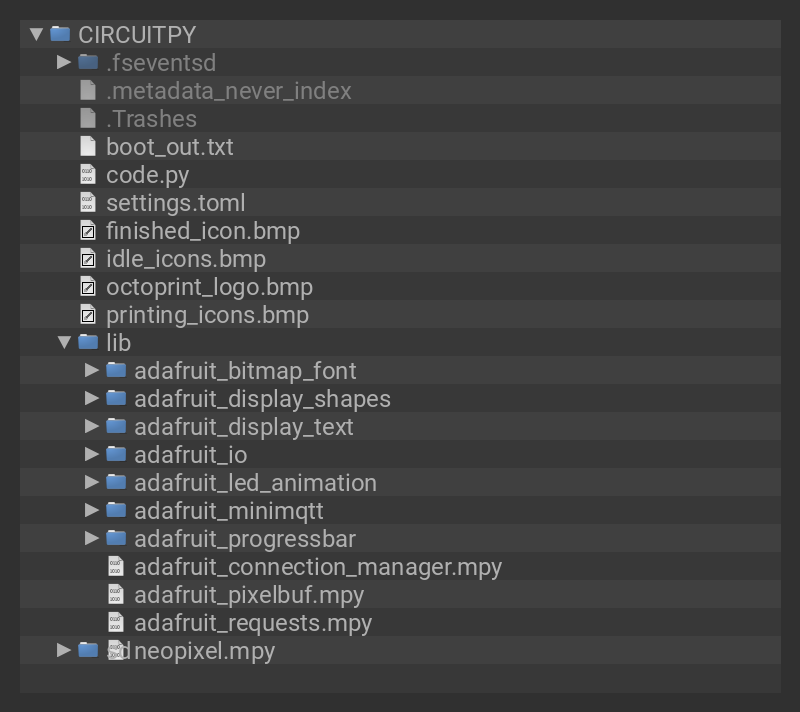 CIRCUITPY
.fseventsd
.metadata_never_index
.Trashes
boot_out.txt
code.py
settings.toml
finished_icon.bmp
idle_icons.bmp
octoprint_logo.bmp
printing_icons.bmp
lib
adafruit_bitmap_font
adafruit_display_shapes
adafruit_display_text
adafruit_io
adafruit_led_animation
adafruit_minimqtt
adafruit_progressbar
adafruit_connection_manager.mpy
adafruit_pixelbuf.mpy
adafruit_requests.mpy
sd
neopixel.mpy